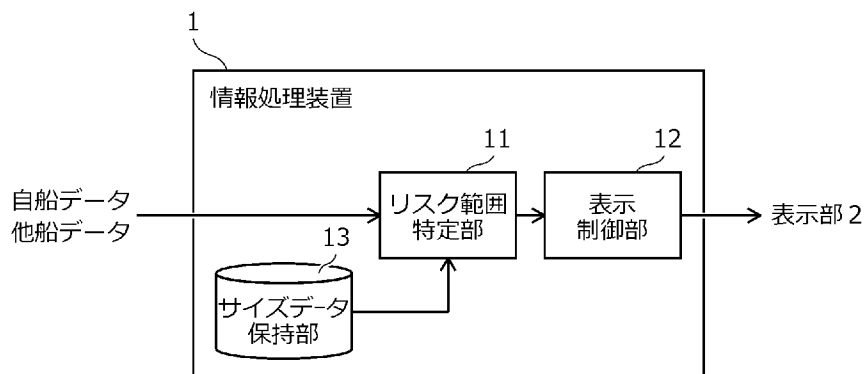 1
情報処理装置
11
12
自船データ
他船データ
リスク範囲
特定部
表示
制御部
表示部2
13
サイズデータ
保持部